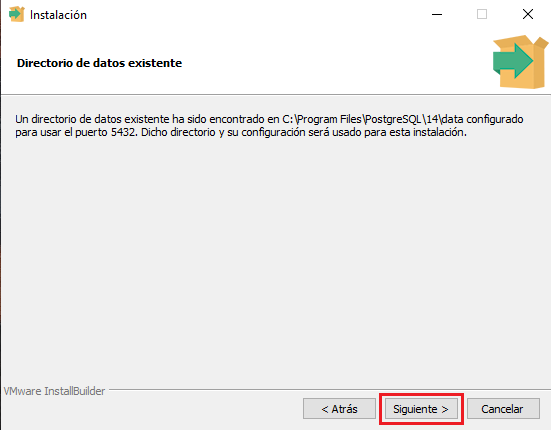 Instalación
Directorio de datos existente
Un directorio de datos existente ha sido encontrado en C:\Program Files\PostgreSQL\14\data configurado
para usar el puerto 5432. Dicho directorio y su configuración será usado para esta instalación.
VMware InstallBuilder
< Atrás
Siguiente >
Cancelar